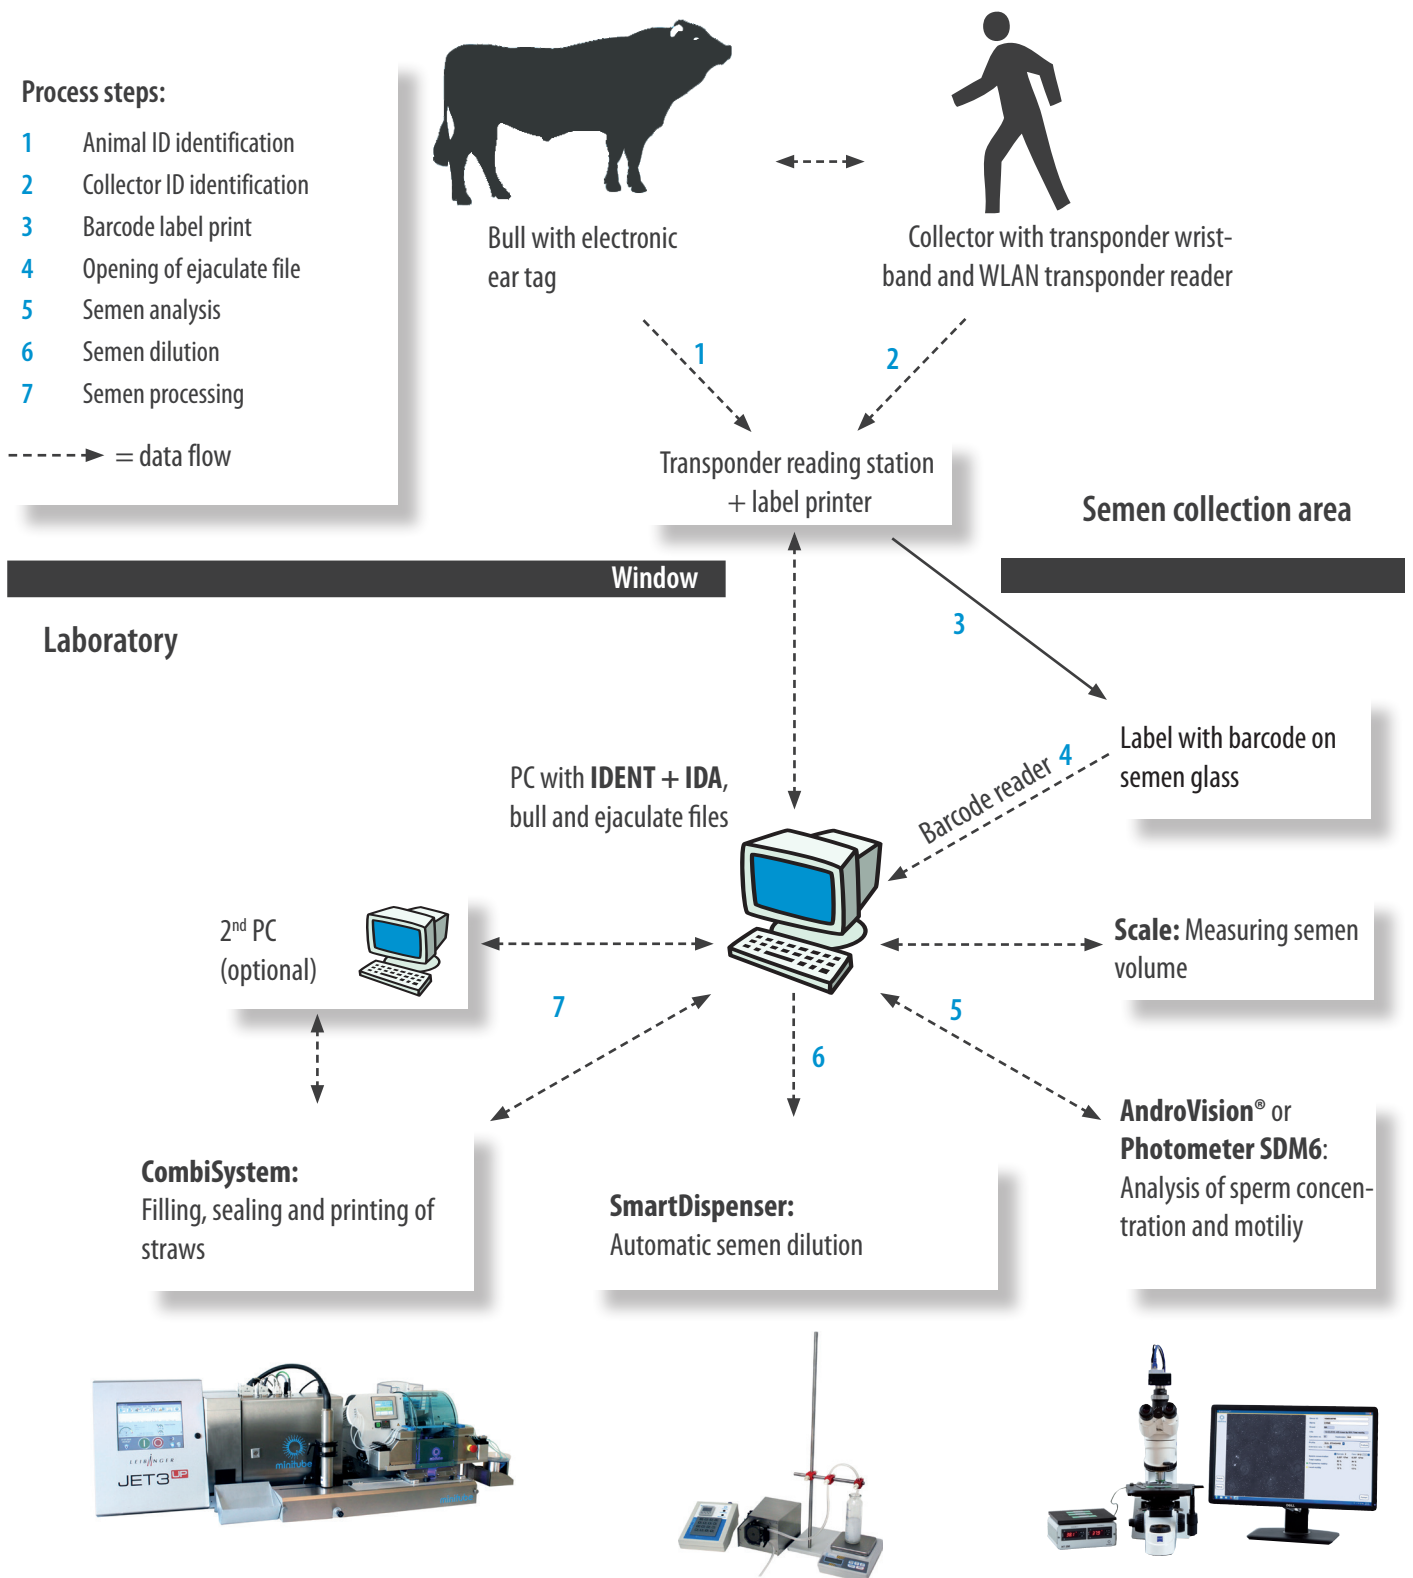 Process steps:
1 Animal ID identification
2 Collector ID identification
3 Barcode label print
4 Opening of ejaculate file
5 Semen analysis
6 Semen dilution
7 Semen processing
= data flow
Bull with electronic
ear tag
Collector with transponder wrist-
band and WLAN transponder reader
1
2
Transponder reading station
+ label printer
Semen collection area
Window
Laboratory
3
Label with barcode on
semen glass
4
Barcode reader
PC with IDENT + IDA,
bull and ejaculate files
2nd PC
(optional)
Scale: Measuring semen
volume
7
6
5
CombiSystem:
Filling, sealing and printing of
straws
SmartDispenser:
Automatic semen dilution
AndroVision® or
Photometer SDM6:
Analysis of sperm concen-
tration and motiliy
LEIBINGER
JET3UP
minitube
DELL